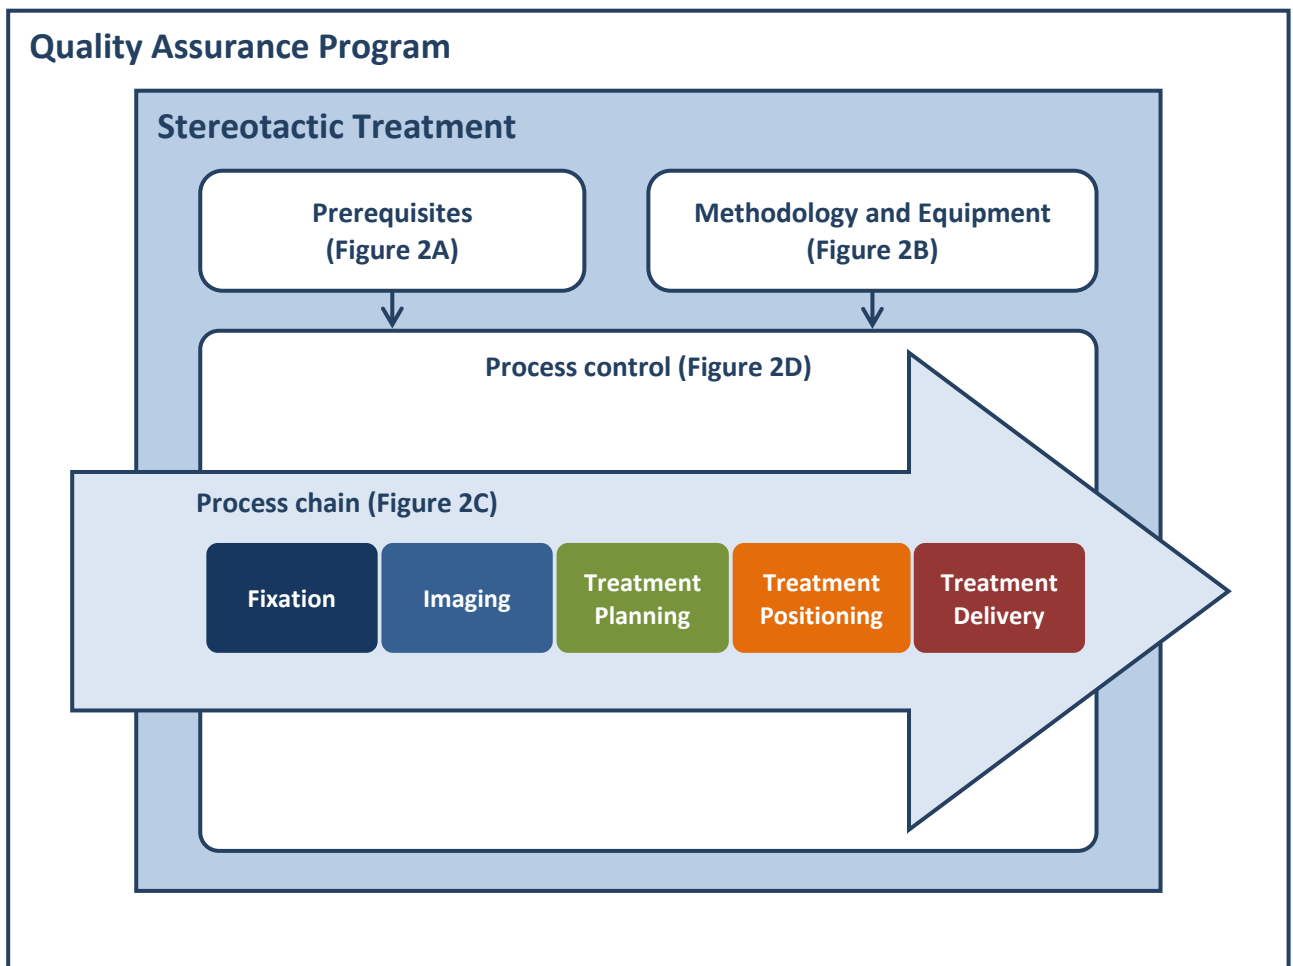 Quality Assurance Program
Stereotactic Treatment
Prerequisites
(Figure 2A)
Methodology and Equipment
(Figure 2B)
Process control (Figure 2D)
Process chain (Figure 2C)
Fixation
Imaging
Treatment
Planning
Treatment
Positioning
Treatment
Delivery